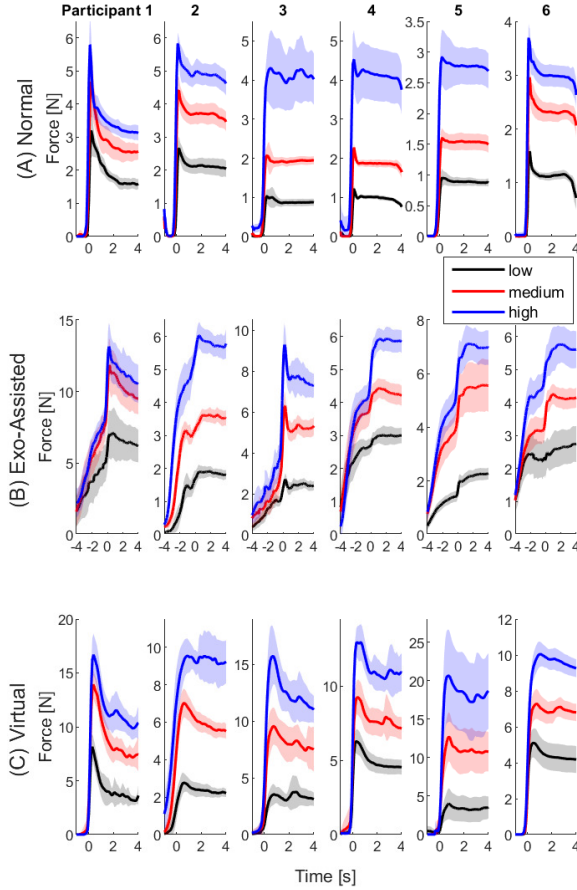 Participant 1 2 3 4 5 6
(A) Normal
Force [N]
6 5 4 3 2 1 0
6 5 4 3 2 1 0
5 4 3 2 1 0
5 4 3 2 1 0
3.5 3 2.5 2 1.5 1 0.5 0
4 3 2 1 0
0 2 4 0 2 4 0 2 4 0 2 4 0 2 4 0 2 4
low
medium
high
(B) Exo-Assisted
Force [N]
15 10 5 0
6 5 4 3 2 1 0
10 8 6 4 2 0
6 5 4 3 2 1 0
6 5 4 3 2 1 0
-4 -2 0 2 4 -4 -2 0 2 4 -4 -2 0 2 4 -4 -2 0 2 4 -4 -2 0 2 4 -4 -2 0 2 4
(C) Virtual
Force [N]
20 15 10 5 0
10 8 6 4 2 0
15 10 5 0
10 5 0
25 20 15 10 5 0
12 10 8 6 4 2 0
0 2 4 0 2 4 0 2 4 0 2 4 0 2 4 0 2 4
Time [s]